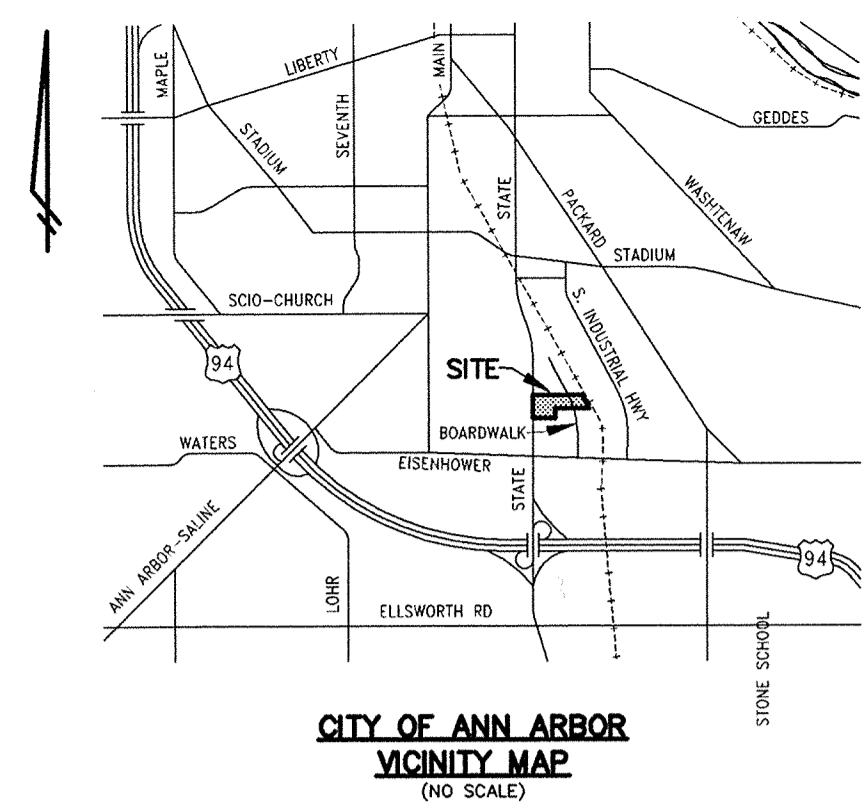 MAPLE
LIBERTY
MAIN
SEVENTH
STADIUM
GEDDES
STATE
PACKARD
WASHTENAW
STADIUM
SCIO-CHURCH
S. INDUSTRIAL HWY
94
SITE
BOARDWALK
WATERS
EISENHOWER
STATE
ANN ARBOR-SALINE
94
LOHR
ELLSWORTH RD
STONE SCHOOL
CITY OF ANN ARBOR
VICINITY MAP
(NO SCALE)